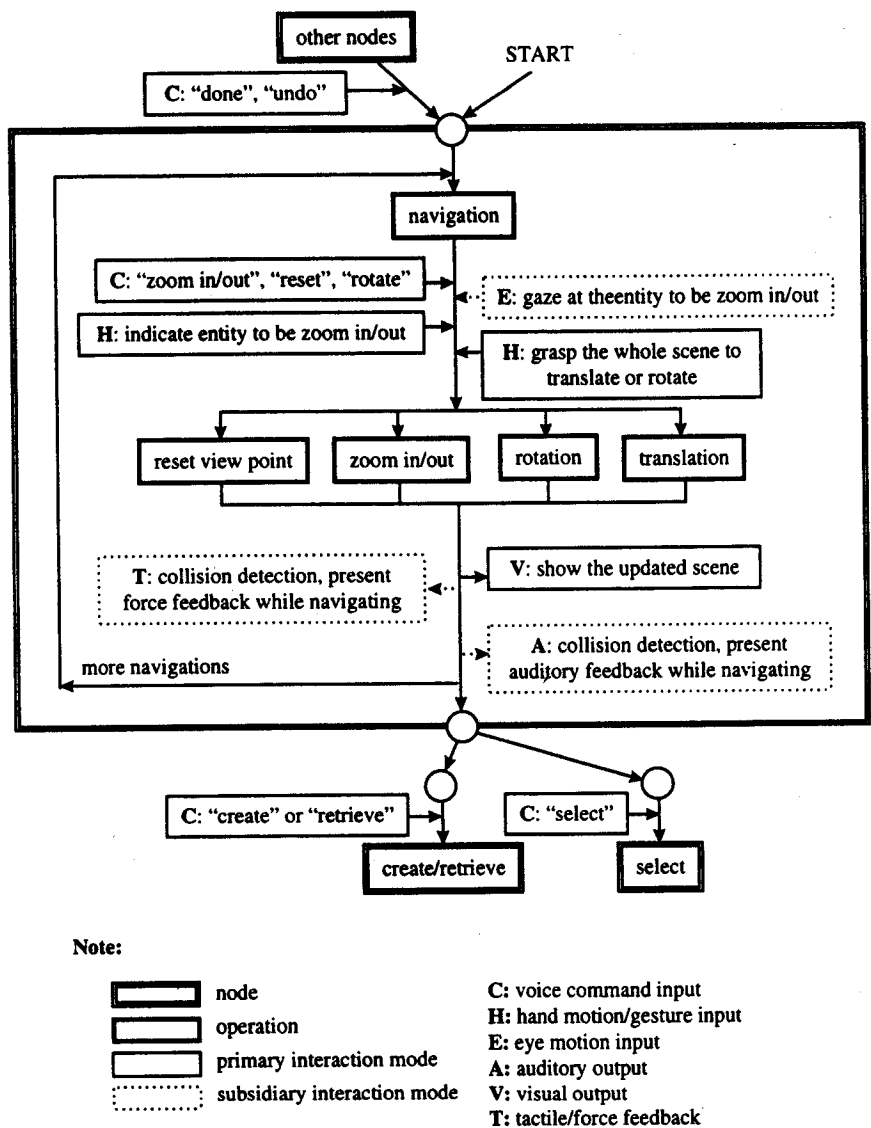 other nodes
START
C: “done”, “undo”
navigation
C: “zoom in/out”, “reset”, “rotate”
E: gaze at theentity to be zoom in/out
H: indicate entity to be zoom in/out
H: grasp the whole scene to
translate or rotate
reset view point
zoom in/out
rotation
translation
T: collision detection, present
force feedback while navigating
V: show the updated scene
A: collision detection, present
auditory feedback while navigating
more navigations
C: “create” or “retrieve”
C: “select”
create/retrieve
select
Note:
node
operation
primary interaction mode
subsidiary interaction mode
C: voice command input
H: hand motion/gesture input
E: eye motion input
A: auditory output
V: visual output
T: tactile/force feedback